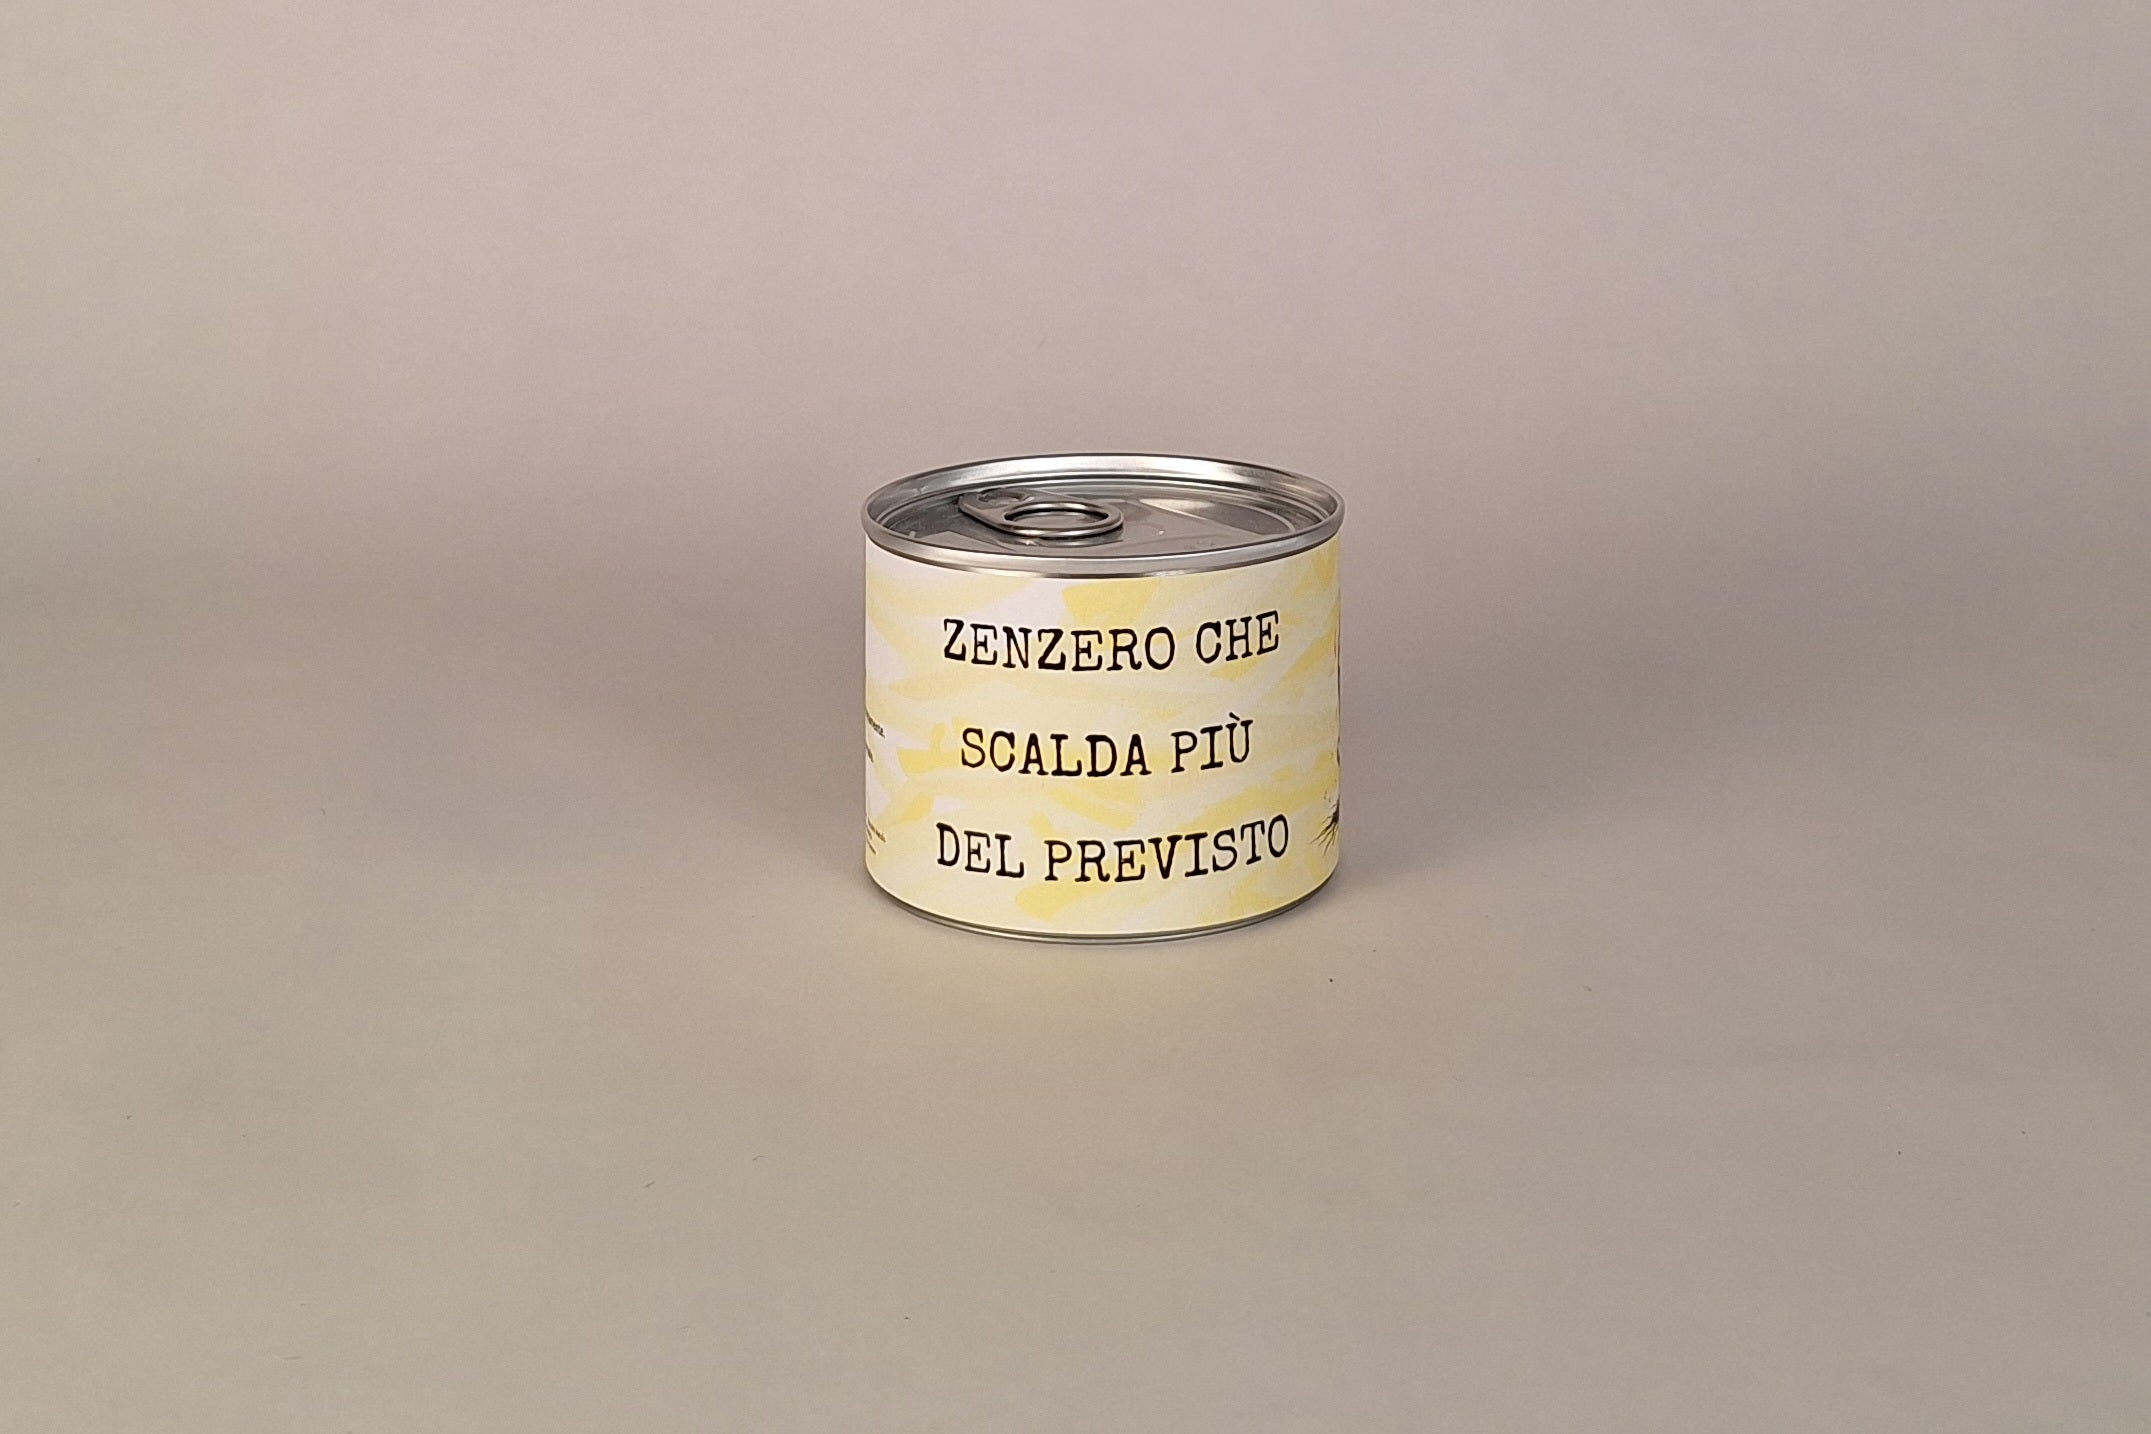 ZENZERO CHE
SCALDA PIÙ
DEL PREVISTO